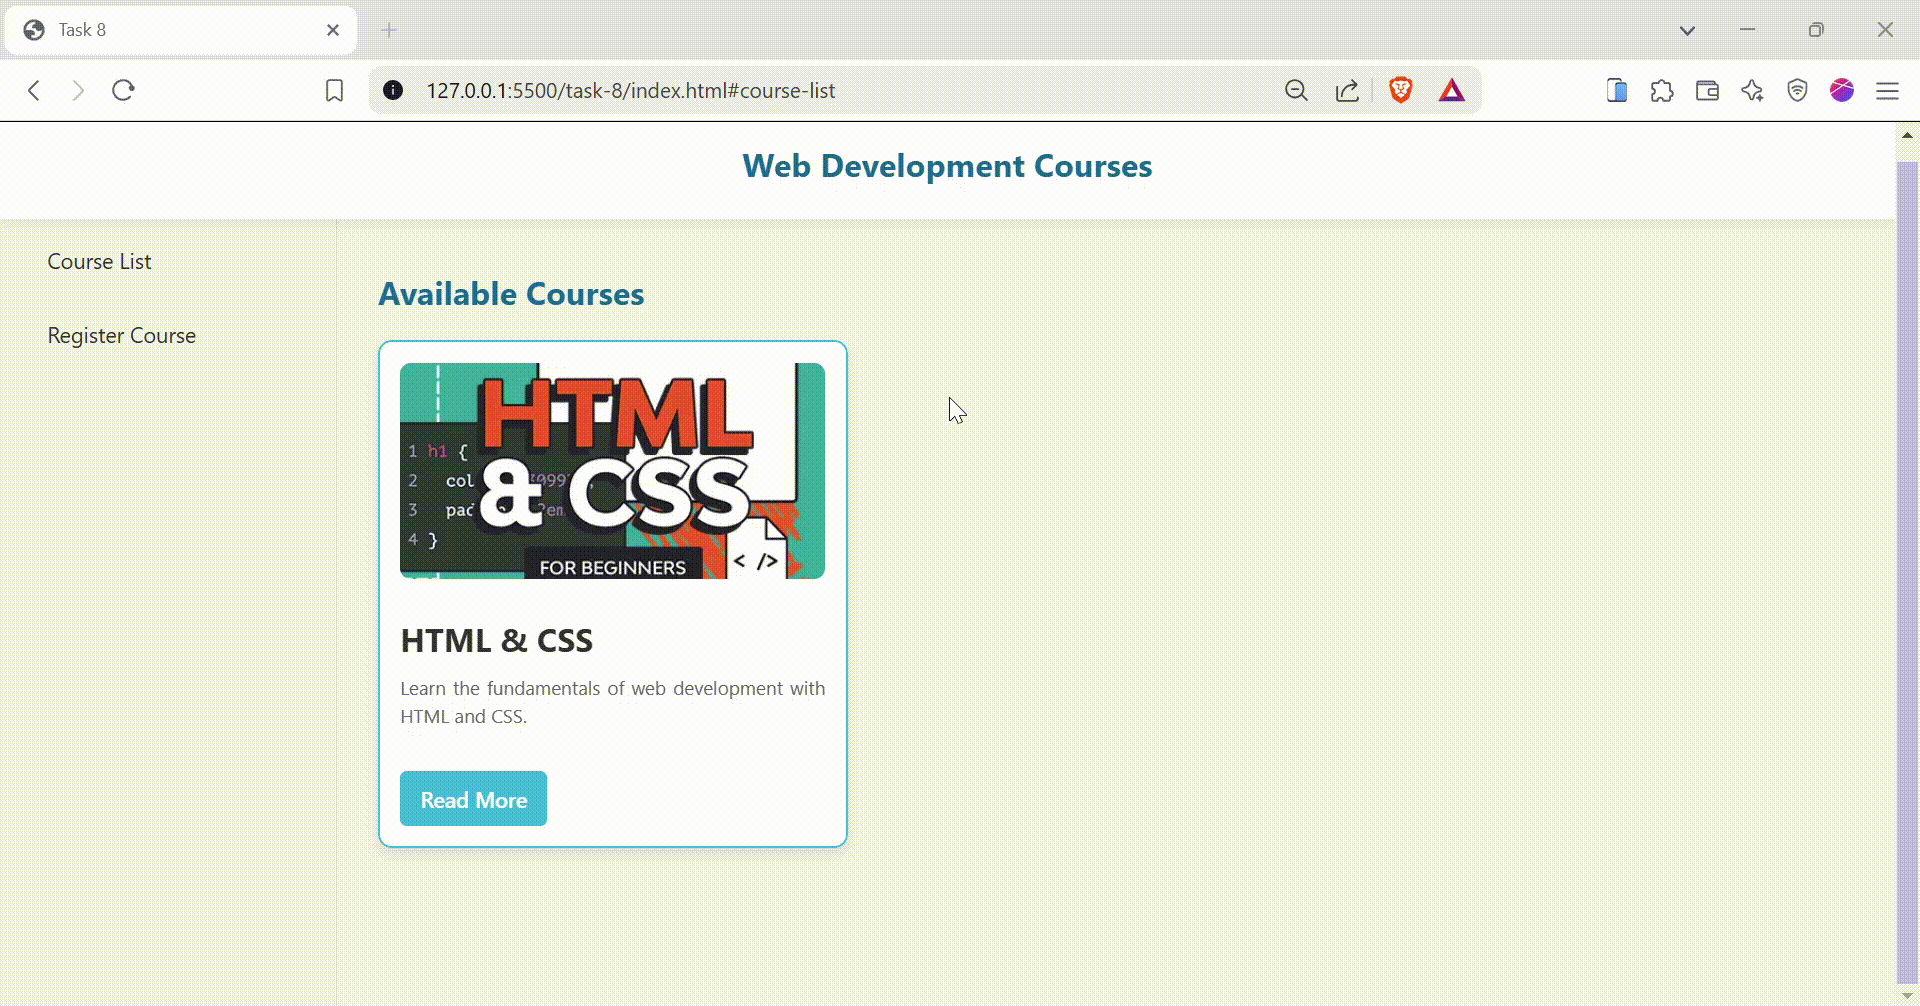 Task 8
127.0.0.1:5500/task-8/index.html#course-list
Web Development Courses
Course List
Register Course
Available Courses
HTML
& CSS
1 h1 {
2 col
3 pad
4 }
</>
FOR BEGINNERS
HTML & CSS
Learn the fundamentals of web development with
HTML and CSS.
Read More